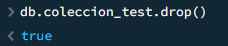 > db.coleccion_test.drop()
< true